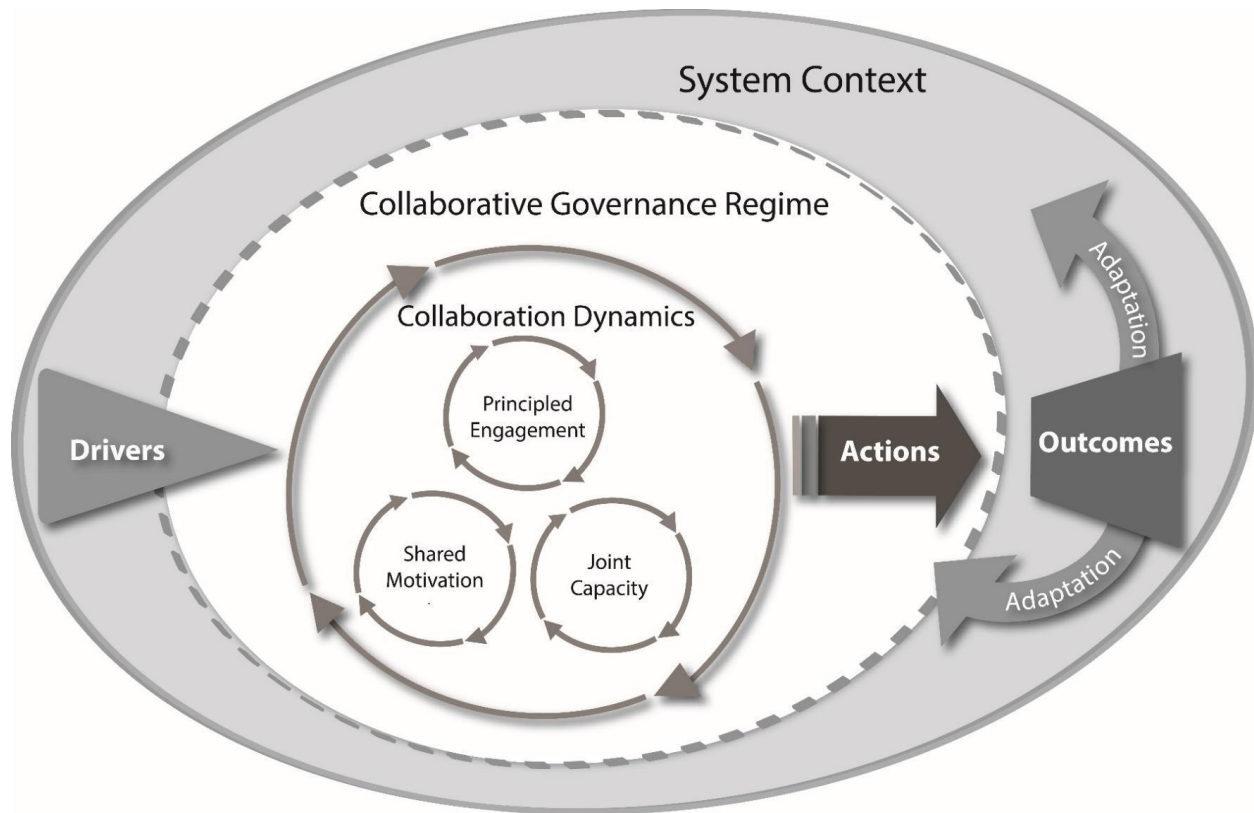 System Context
Collaborative Governance Regime
Collaboration Dynamics
Principled
Engagement
Shared
Motivation
Joint
Capacity
Drivers
Actions
Outcomes
Adaptation
Adaptation